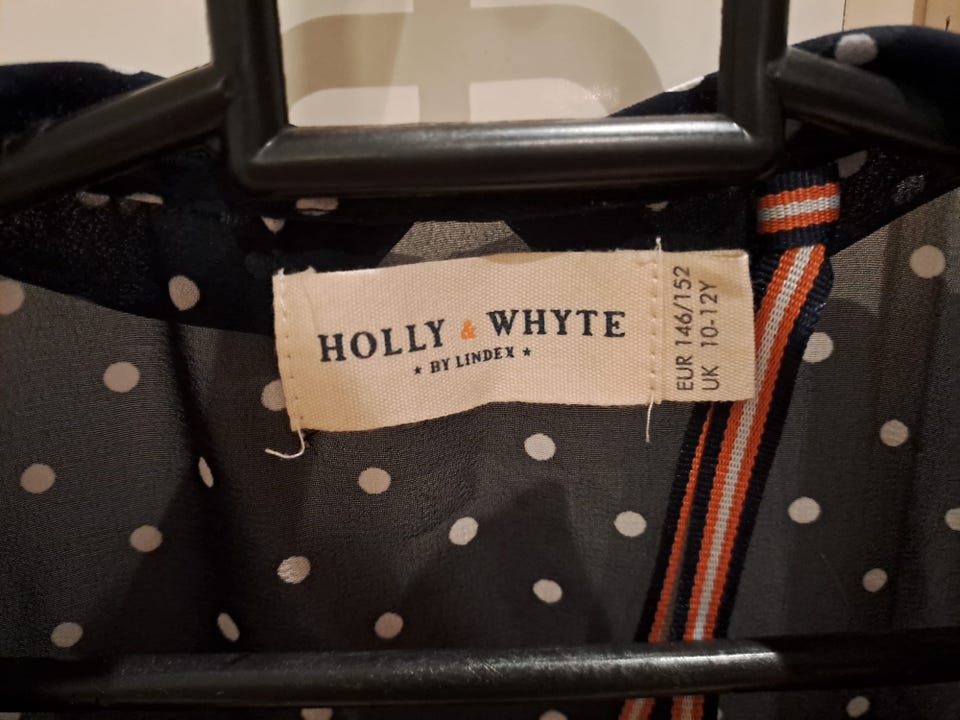 HOLLY & WHYTE
★ BY LINDEX ★
EUR 146/152
UK 10-12Y